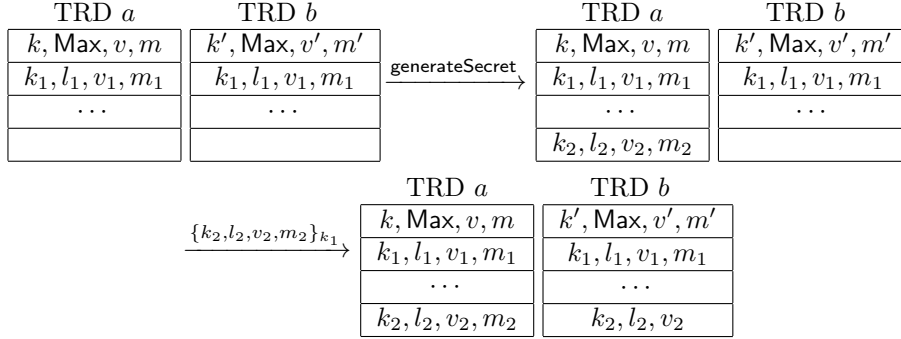 TRD a TRD b TRD a TRD b
k, Max, v, m k', Max, v', m' k, Max, v, m k', Max, v', m'
k₁, l₁, v₁, m₁ k₁, l₁, v₁, m₁ generateSecret k₁, l₁, v₁, m₁ k₁, l₁, v₁, m₁
⋯ ⋯ ⋯ ⋯
k₂, l₂, v₂, m₂
TRD a TRD b
{k₂,l₂,v₂,m₂}ₖ₁ k, Max, v, m k', Max, v', m'
k₁, l₁, v₁, m₁ k₁, l₁, v₁, m₁
⋯ ⋯
k₂, l₂, v₂, m₂ k₂, l₂, v₂